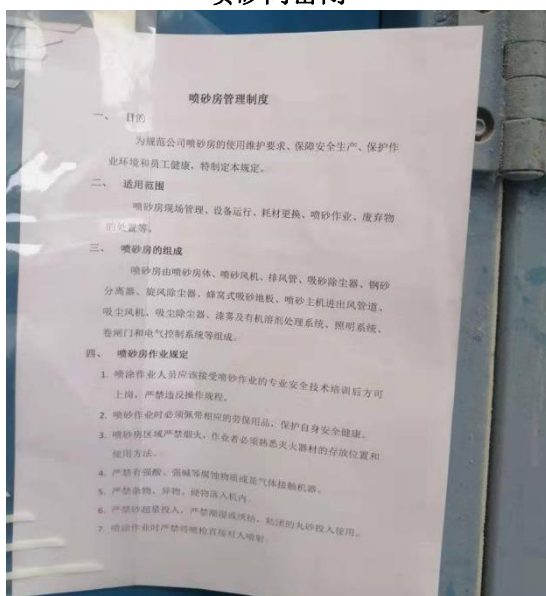 喷砂房管理制度
一、 目的
为规范公司喷砂房的使用维护要求、保障安全生产、保护作
业环境和员工健康,特制定本规定。
二、 适用范围
喷砂房现场管理、设备运行、耗材更换、喷砂作业、废弃物
的处置等。
三、 喷砂房的组成
喷砂房由喷砂房体、喷砂风机、排风管、吸砂除尘器、钢砂
分离器、旋风除尘器、蜂窝式吸砂地板、喷砂主机进出风管道、
吸尘风机、吸尘除尘器、漆雾及有机溶剂处理系统、照明系统、
卷闸门和电气控制系统等组成。
四、 喷砂房作业规定
1. 喷涂作业人员应该接受喷砂作业的专业安全技术培训后方可
上岗,严禁违反操作规程。
2. 喷砂作业时必须佩带相应的劳保用品,保护自身安全健康。
3. 喷砂房区域严禁烟火,作业者必须熟悉灭火器材的存放位置和
使用方法。
4. 严禁有强酸、强碱等腐蚀物质或是气体接触机器。
5. 严禁杂物、异物、硬物落入机内。
6. 严禁砂超量投入,严禁潮湿或锈结、粘团的丸砂投入使用。
7. 喷涂作业时严禁将喷枪直接对人喷射。